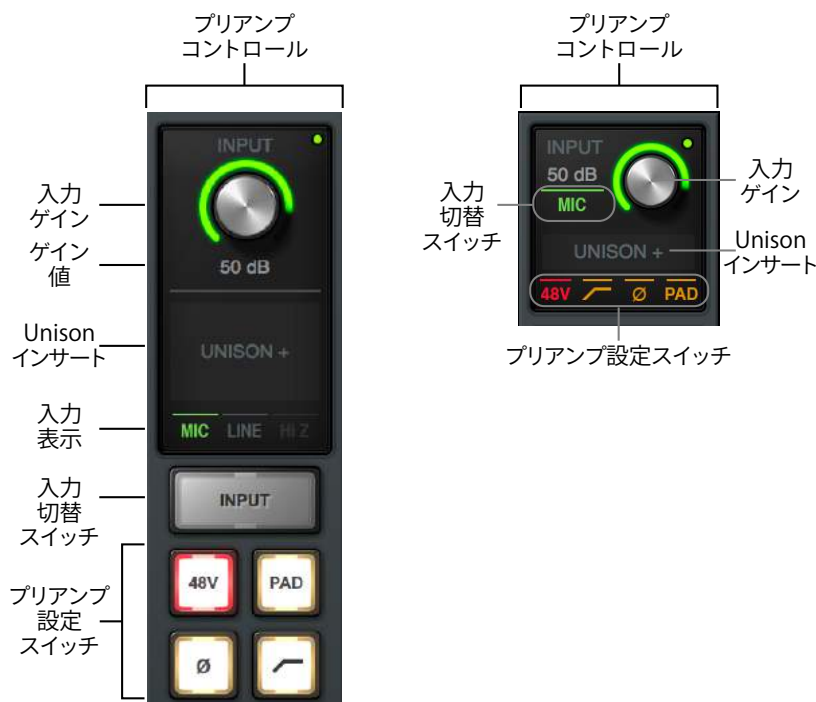 プリアンプ
コントロール
INPUT
入力
ゲイン
ゲイン
値
50 dB
Unison
インサート
UNISON +
入力
表示
MIC LINE Hi Z
入力
切替
スイッチ
INPUT
プリアンプ
設定
スイッチ
48V PAD
Ø
プリアンプ
コントロール
INPUT
50 dB
MIC
入力
切替
スイッチ
入力
ゲイン
UNISON +
Unison
インサート
48V Ø PAD
プリアンプ設定スイッチ